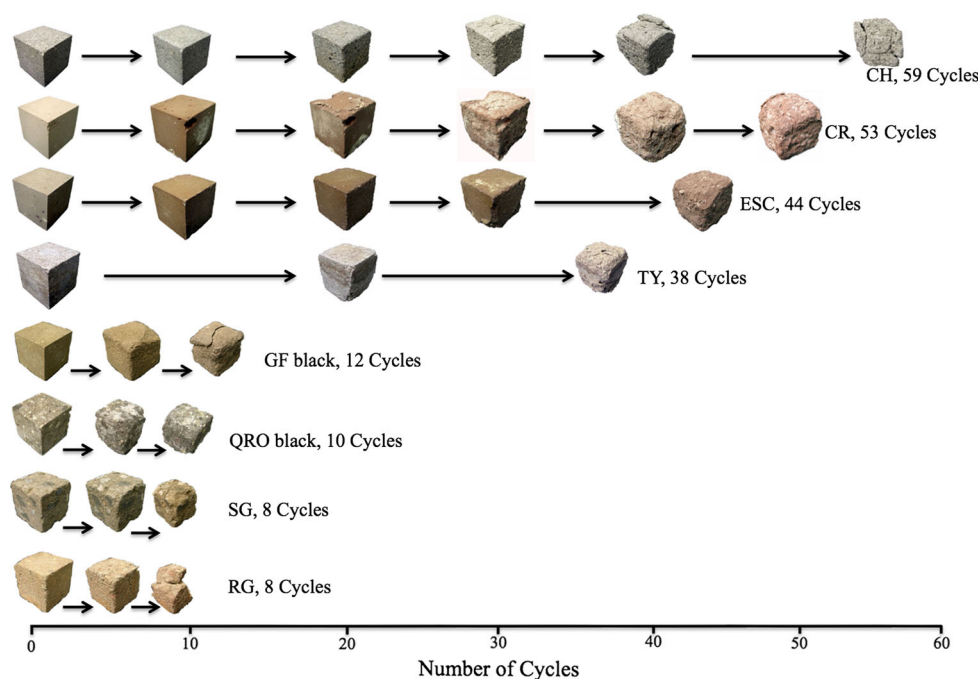 CH, 59 Cycles
CR, 53 Cycles
ESC, 44 Cycles
TY, 38 Cycles
GF black, 12 Cycles
QRO black, 10 Cycles
SG, 8 Cycles
RG, 8 Cycles
0 10 20 30 40 50 60
Number of Cycles